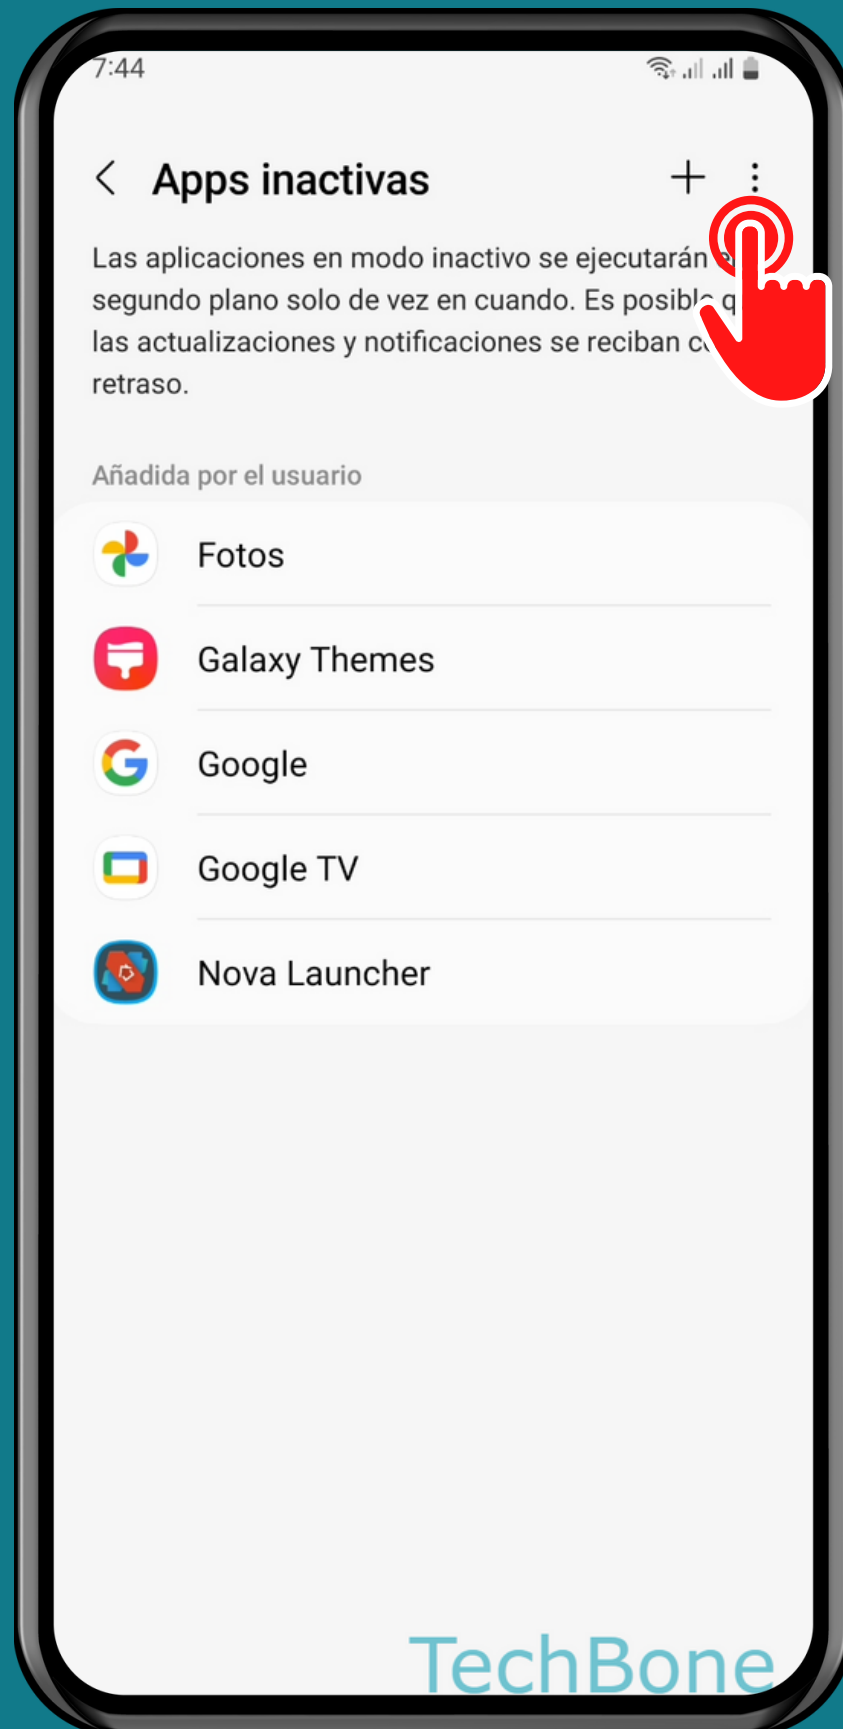 7:44
Apps inactivas
Las aplicaciones en modo inactivo se ejecutarán
segundo plano solo de vez en cuando. Es posible
las actualizaciones y notificaciones se reciban
retraso.
Añadida por el usuario
Fotos
Galaxy Themes
Google
Google TV
Nova Launcher
TechBone